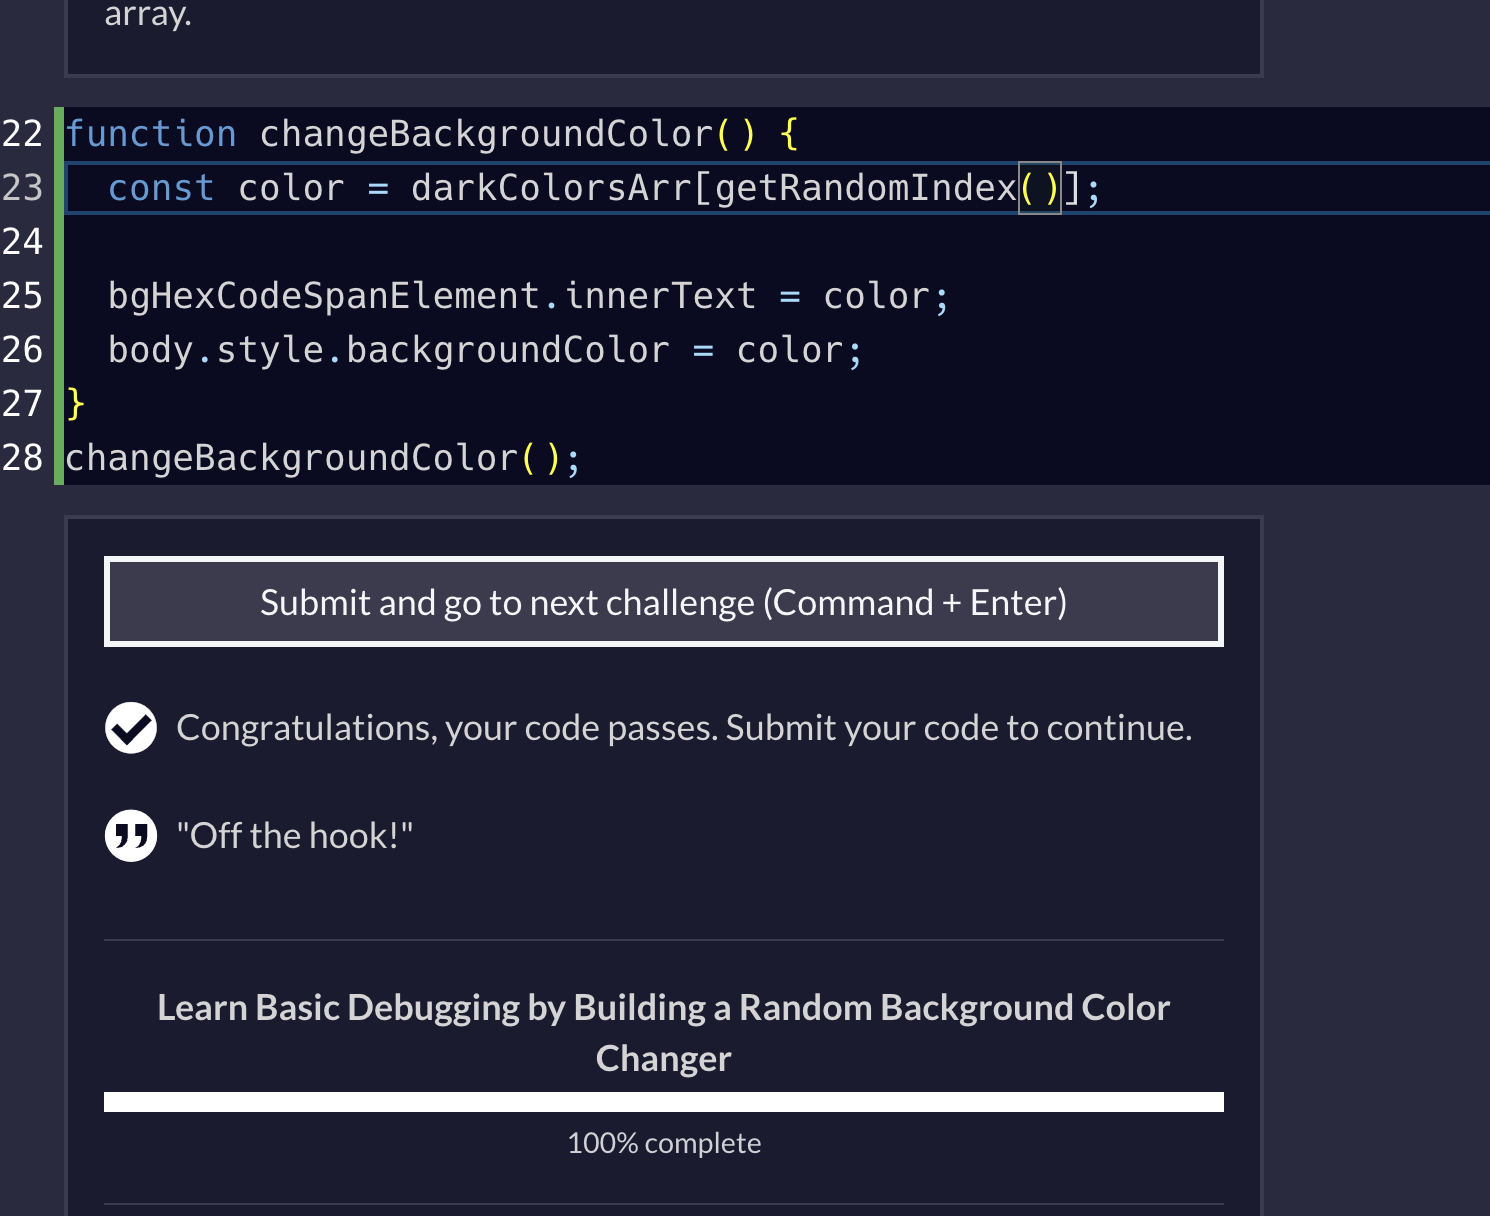 array.
22 function changeBackgroundColor() {
23   const color = darkColorsArr[getRandomIndex()];
24
25   bgHexCodeSpanElement.innerText = color;
26   body.style.backgroundColor = color;
27 }
28 changeBackgroundColor();
Submit and go to next challenge (Command + Enter)
Congratulations, your code passes. Submit your code to continue.
"Off the hook!"
Learn Basic Debugging by Building a Random Background Color
Changer
100% complete